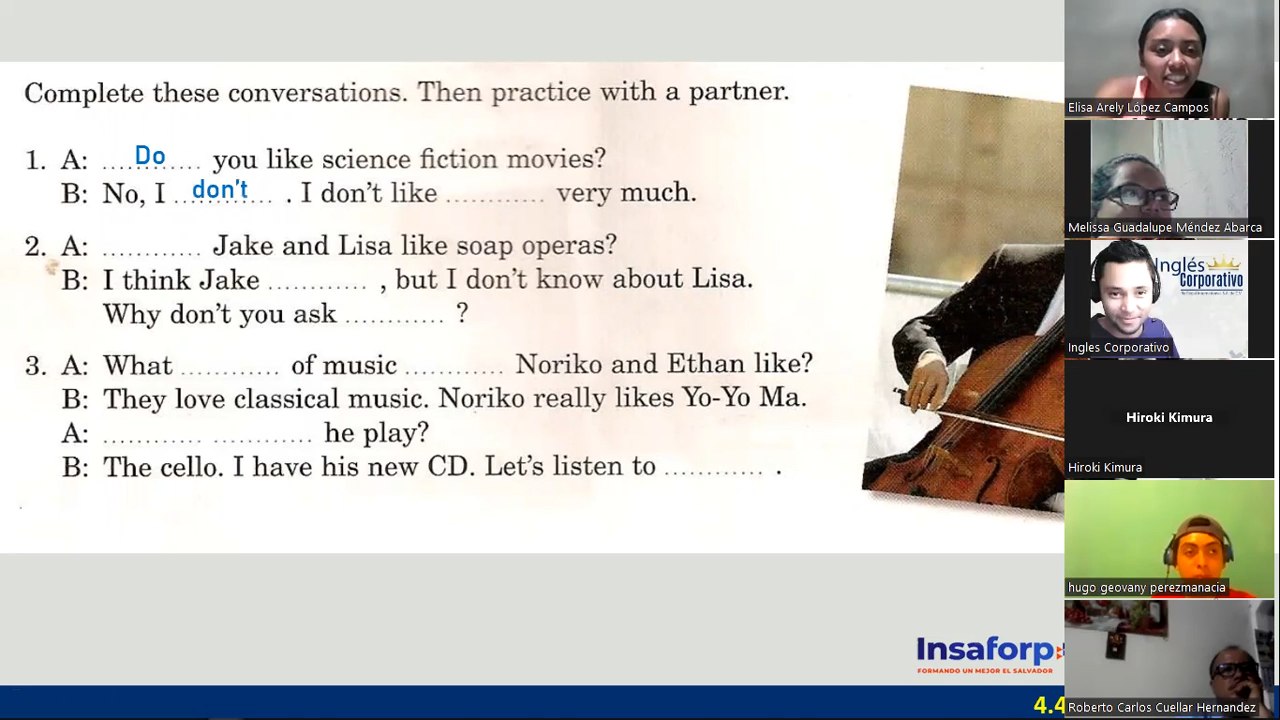 Complete these conversations. Then practice with a partner.
1. A: ....Do.... you like science fiction movies?
B: No, I ..don't.. . I don't like ............ very much.
2. A: ............ Jake and Lisa like soap operas?
B: I think Jake ............ , but I don't know about Lisa.
Why don't you ask ............ ?
3. A: What ............ of music ............ Noriko and Ethan like?
B: They love classical music. Noriko really likes Yo-Yo Ma.
A: ............ ............ he play?
B: The cello. I have his new CD. Let's listen to ............ .
Insaforp
FORMANDO UN MEJOR EL SALVADOR
4.4
Elisa Arely López Campos
Melissa Guadalupe Méndez Abarca
Inglés
Corporativo
Ingles Corporativo
Hiroki Kimura
Hiroki Kimura
hugo geovany perezmanacia
Roberto Carlos Cuellar Hernandez